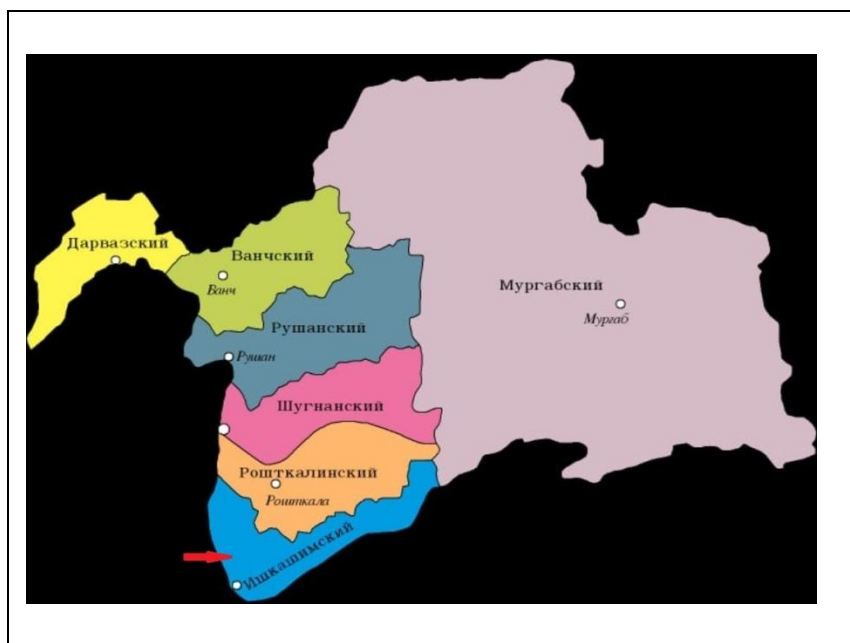 Дарвазский
Ванчский
Ванч
Мургабский
Мургаб
Рушанский
Рушан
Шугнанский
Рошткалинский
Рошткала
Ишкашимский